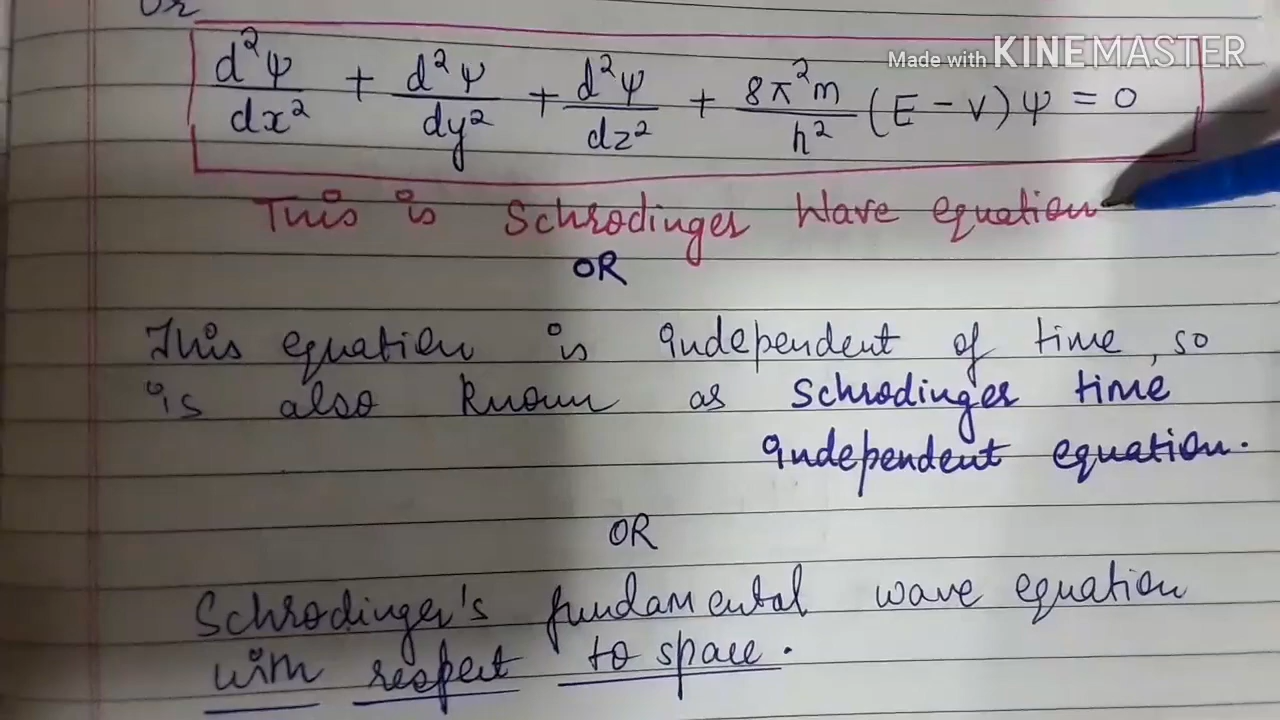 Or
Made with KINEMASTER
d²ψ/dx² + d²ψ/dy² + d²ψ/dz² + 8π²m/h² (E - V) ψ = 0
This is Schrodinger Wave equation
OR
This equation is independent of time, so
is also known as Schrodinger time
independent equation.
OR
Schrodinger's fundamental wave equation
with respect to space.